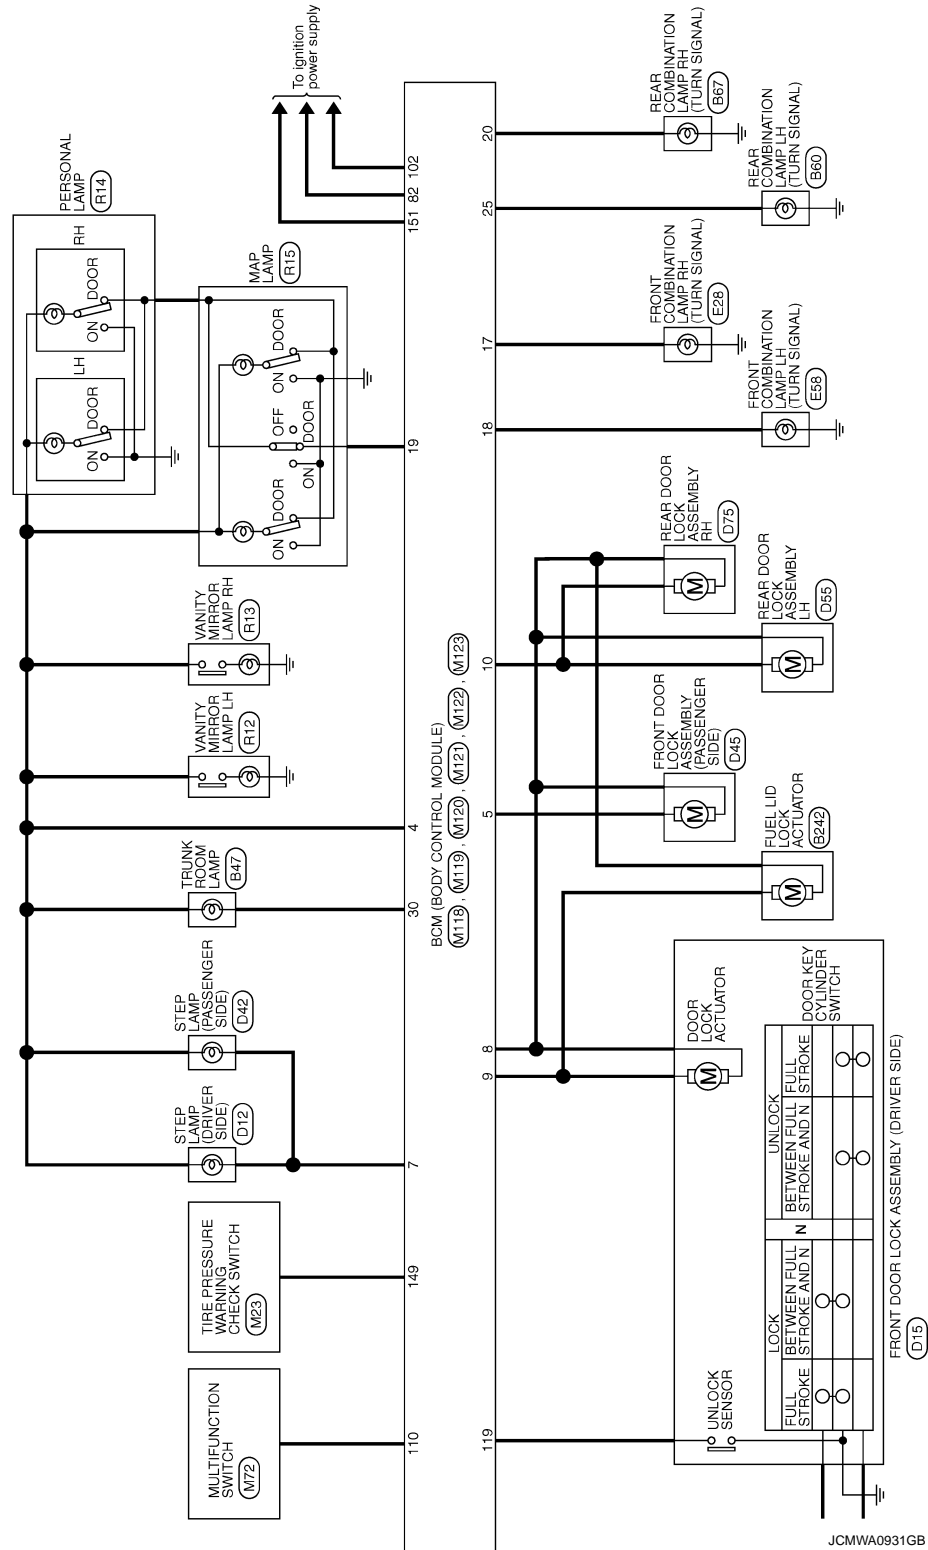 MULTIFUNCTION
SWITCH
M72
110
TIRE PRESSURE
WARNING
CHECK SWITCH
M23
149
STEP
LAMP
(DRIVER
SIDE)
D12
7
STEP
LAMP
(PASSENGER
SIDE)
D42
TRUNK
ROOM
LAMP
B47
30
4
VANITY
MIRROR
LAMP LH
R12
VANITY
MIRROR
LAMP RH
R13
PERSONAL
LAMP
R14
LH
ON
DOOR
RH
ON
DOOR
MAP
LAMP
R15
ON
DOOR
ON
DOOR
OFF
ON
DOOR
19
To ignition
power supply
151
82
102
BCM (BODY CONTROL MODULE)
M118 , M119 , M120 , M121 , M122 , M123
119
9
8
5
10
18
17
25
20
UNLOCK
SENSOR
DOOR
LOCK
ACTUATOR
M
DOOR KEY
CYLINDER
SWITCH
LOCK
N
UNLOCK
FULL
STROKE
BETWEEN FULL
STROKE AND N
BETWEEN FULL
STROKE AND N
FULL
STROKE
FRONT DOOR LOCK ASSEMBLY (DRIVER SIDE)
D15
FUEL LID
LOCK
ACTUATOR
B242
M
FRONT DOOR
LOCK
ASSEMBLY
(PASSENGER
SIDE)
D45
M
REAR DOOR
LOCK
ASSEMBLY
LH
D55
M
REAR DOOR
LOCK
ASSEMBLY
RH
D75
M
FRONT
COMBINATION
LAMP LH
(TURN SIGNAL)
E58
FRONT
COMBINATION
LAMP RH
(TURN SIGNAL)
E28
REAR
COMBINATION
LAMP LH
(TURN SIGNAL)
B60
REAR
COMBINATION
LAMP RH
(TURN SIGNAL)
B67
JCMWA0931GB